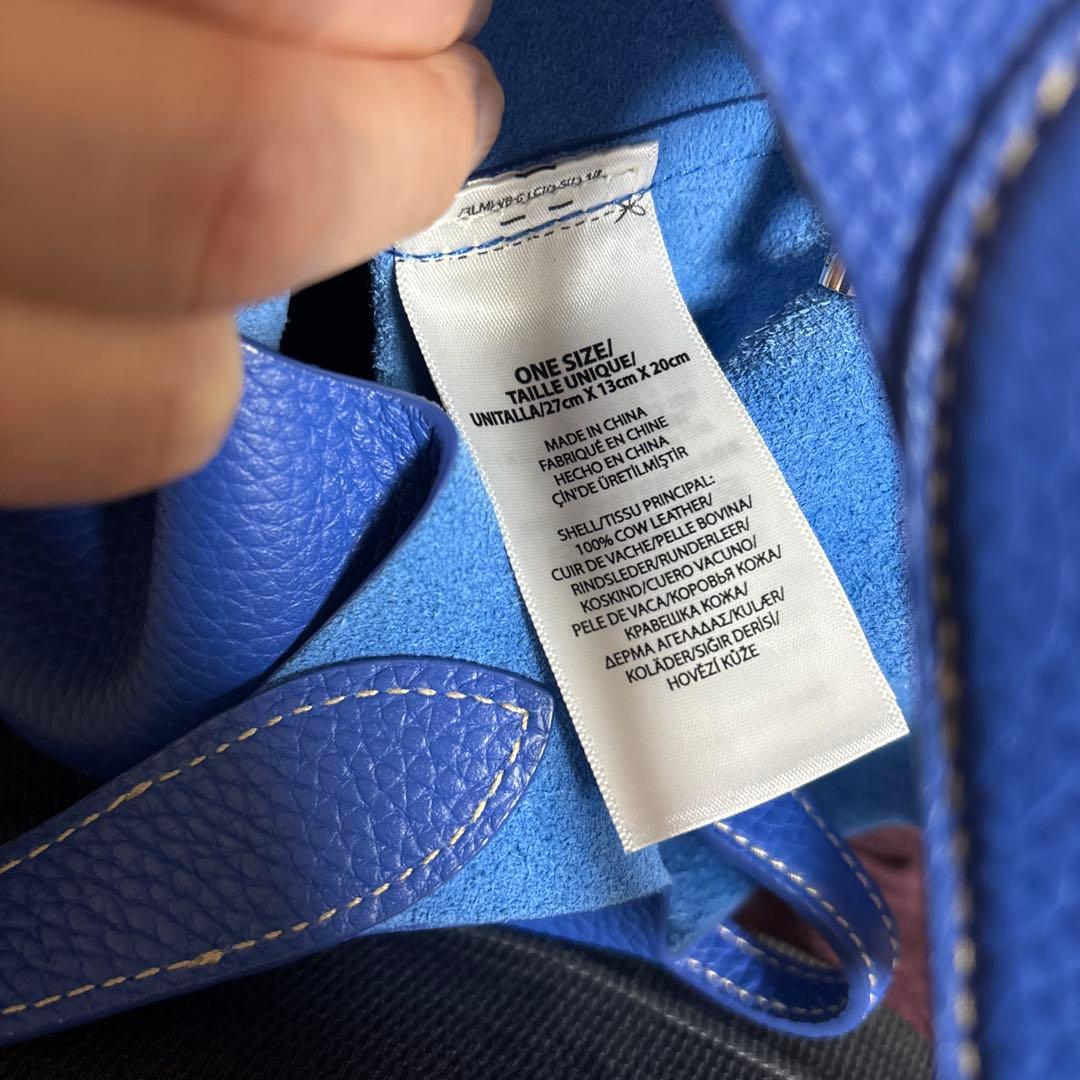 ONE SIZE/
TAILLE UNIQUE/
UNITALLA/27cm X 13cm X 20cm
MADE IN CHINA
FABRIQUÉ EN CHINE
HECHO EN CHINA
ÇİN'DE ÜRETİLMİŞTİR
SHELL/TISSU PRINCIPAL:
100% COW LEATHER/
CUIR DE VACHE/PELLE BOVINA/
RINDSLEDER/RUNDERLEER/
KOSKIND/CUERO VACUNO/
PELE DE VACA/КОРОВЬЯ КОЖА/
КРАВЕШКА КОЖА/
ΔΕΡΜΑ ΑΓΕΛΑΔΑΣ/KULÆR/
KOLÄDER/SIĞIR DERİSİ/
HOVĚZÍ KŮŽE